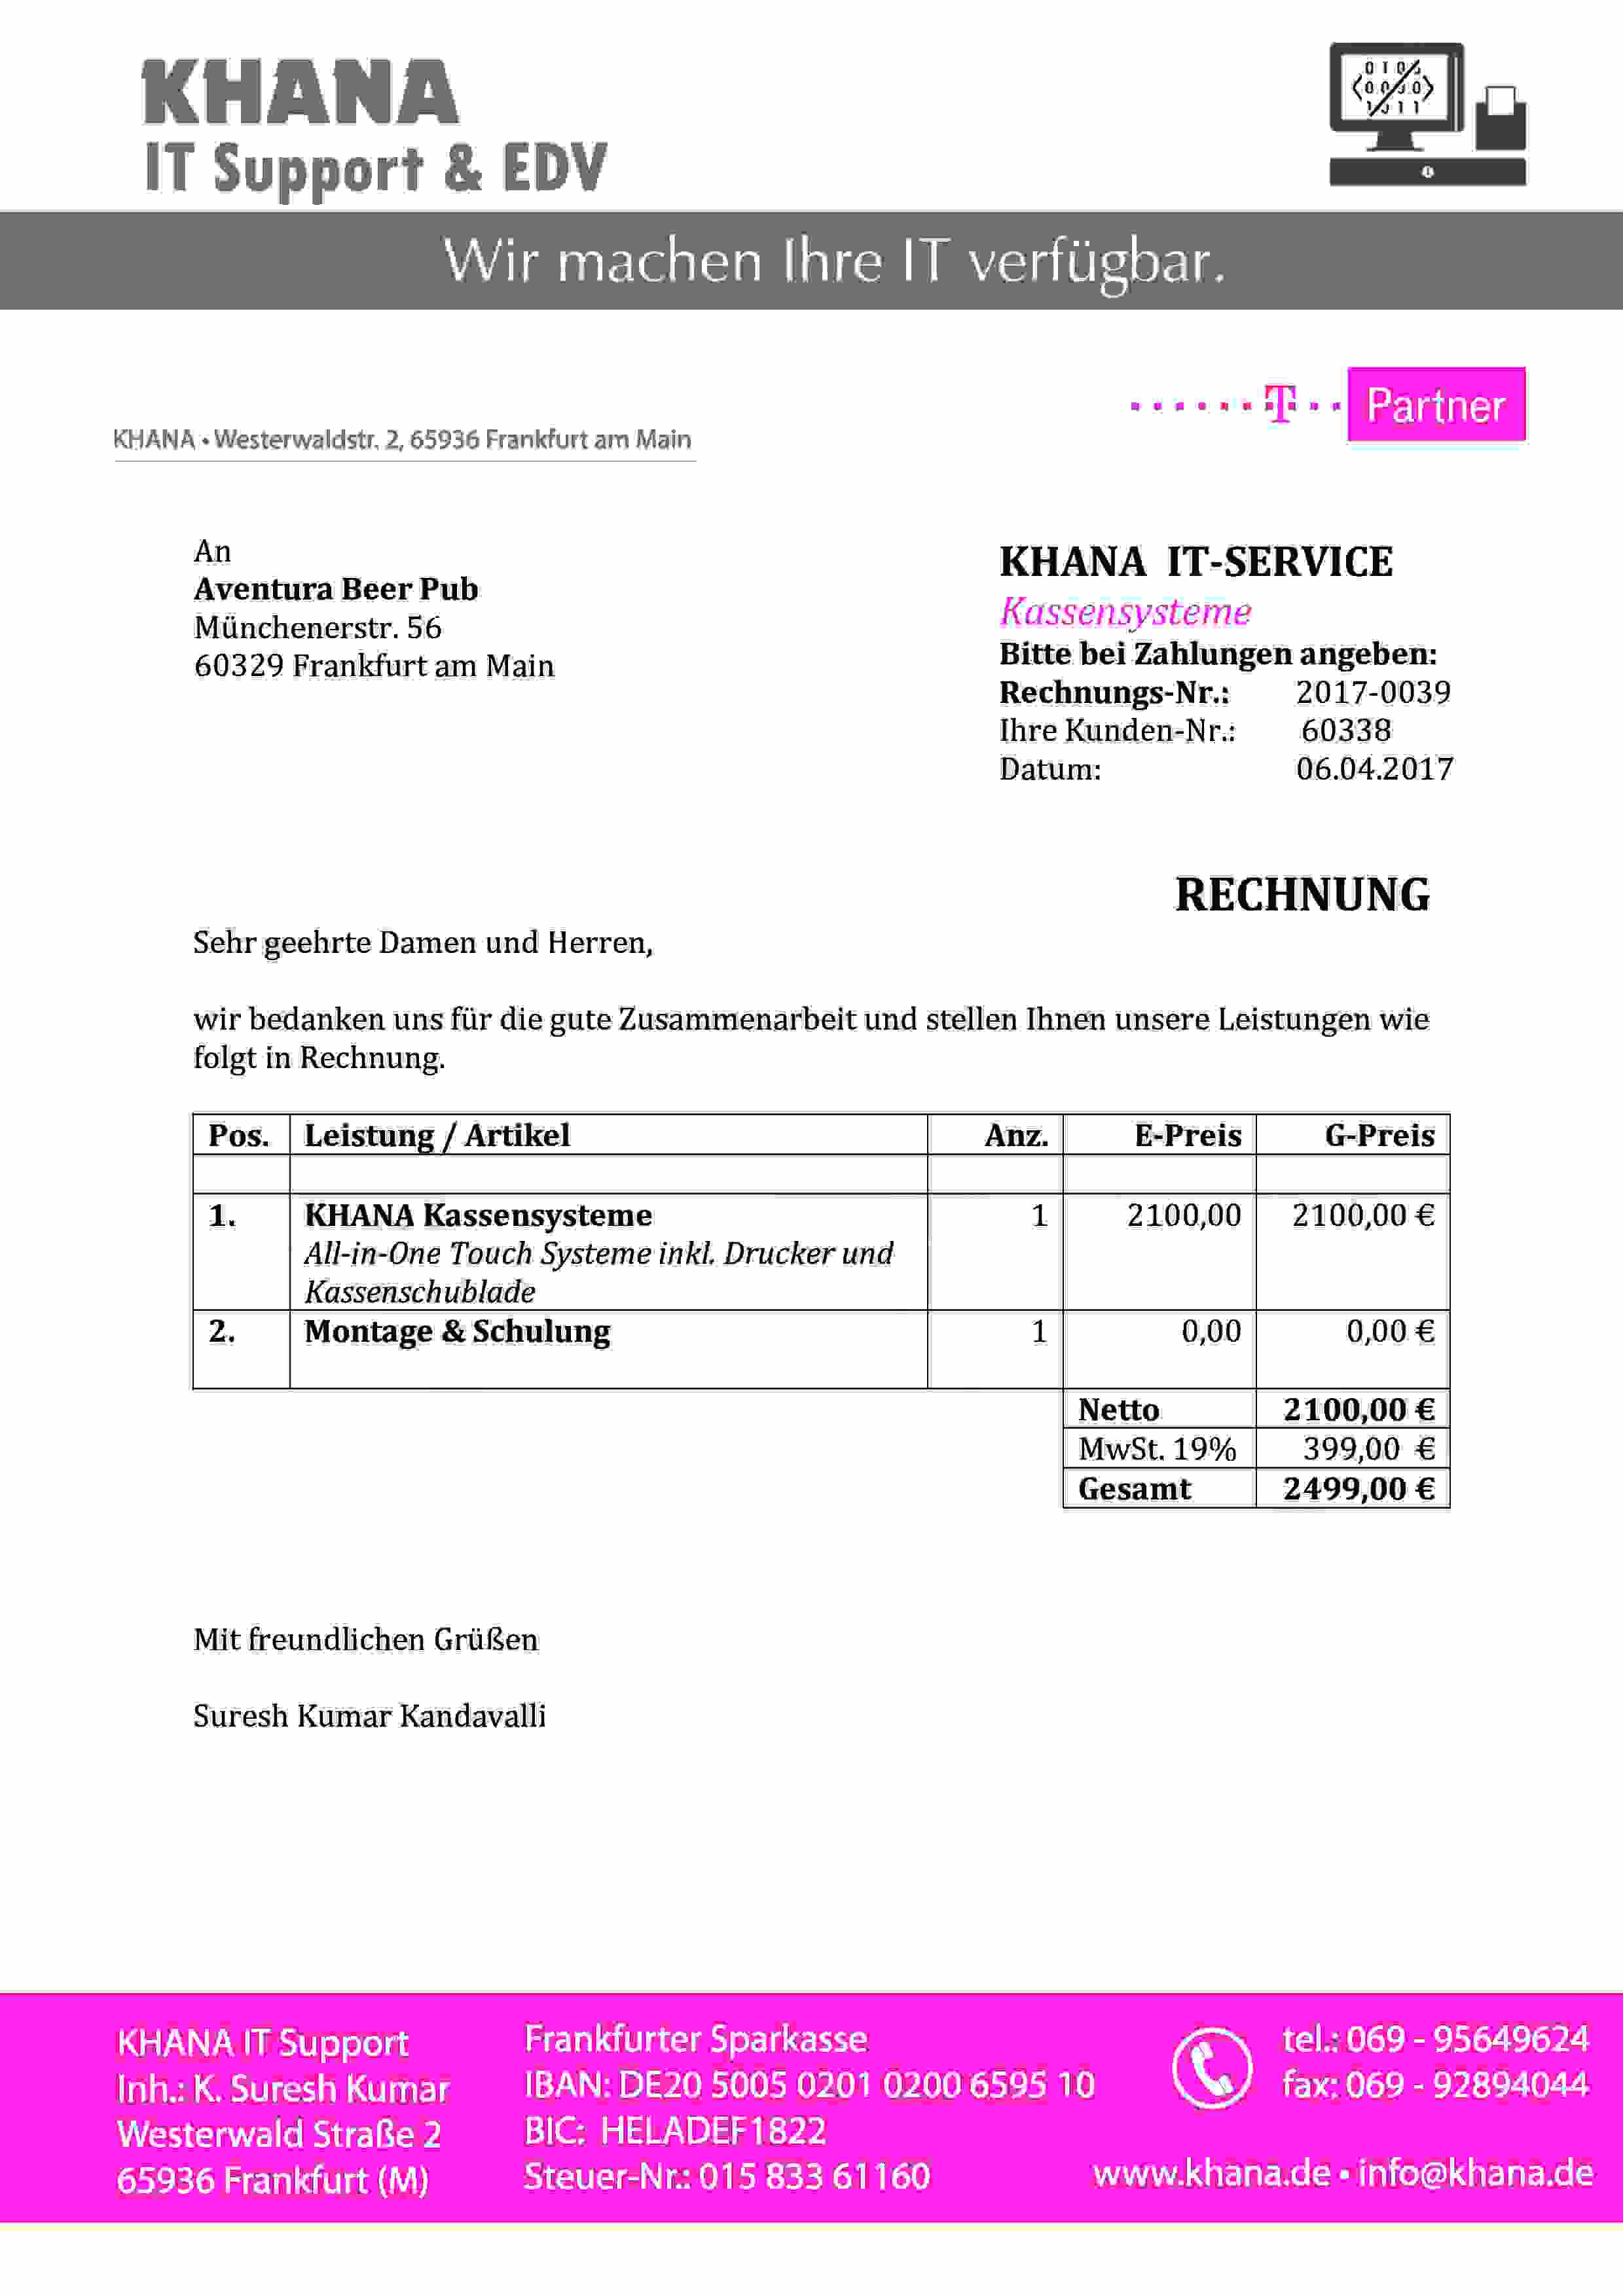 KHANA
IT Support & EDV
Wir machen Ihre IT verfügbar.
T Partner
KHANA • Westerwaldstr. 2, 65936 Frankfurt am Main
An
Aventura Beer Pub
Münchenerstr. 56
60329 Frankfurt am Main
KHANA IT-SERVICE
Kassensysteme
Bitte bei Zahlungen angeben:
Rechnungs-Nr.: 2017-0039
Ihre Kunden-Nr.: 60338
Datum: 06.04.2017
RECHNUNG
Sehr geehrte Damen und Herren,
wir bedanken uns für die gute Zusammenarbeit und stellen Ihnen unsere Leistungen wie
folgt in Rechnung.
Pos. Leistung / Artikel Anz. E-Preis G-Preis
1. KHANA Kassensysteme 1 2100,00 2100,00 €
All-in-One Touch Systeme inkl. Drucker und
Kassenschublade
2. Montage & Schulung 1 0,00 0,00 €
Netto 2100,00 €
MwSt. 19% 399,00 €
Gesamt 2499,00 €
Mit freundlichen Grüßen
Suresh Kumar Kandavalli
KHANA IT Support
Inh.: K. Suresh Kumar
Westerwald Straße 2
65936 Frankfurt (M)
Frankfurter Sparkasse
IBAN: DE20 5005 0201 0200 6595 10
BIC: HELADEF1822
Steuer-Nr.: 015 833 61160
tel.: 069 - 95649624
fax: 069 - 92894044
www.khana.de • info@khana.de